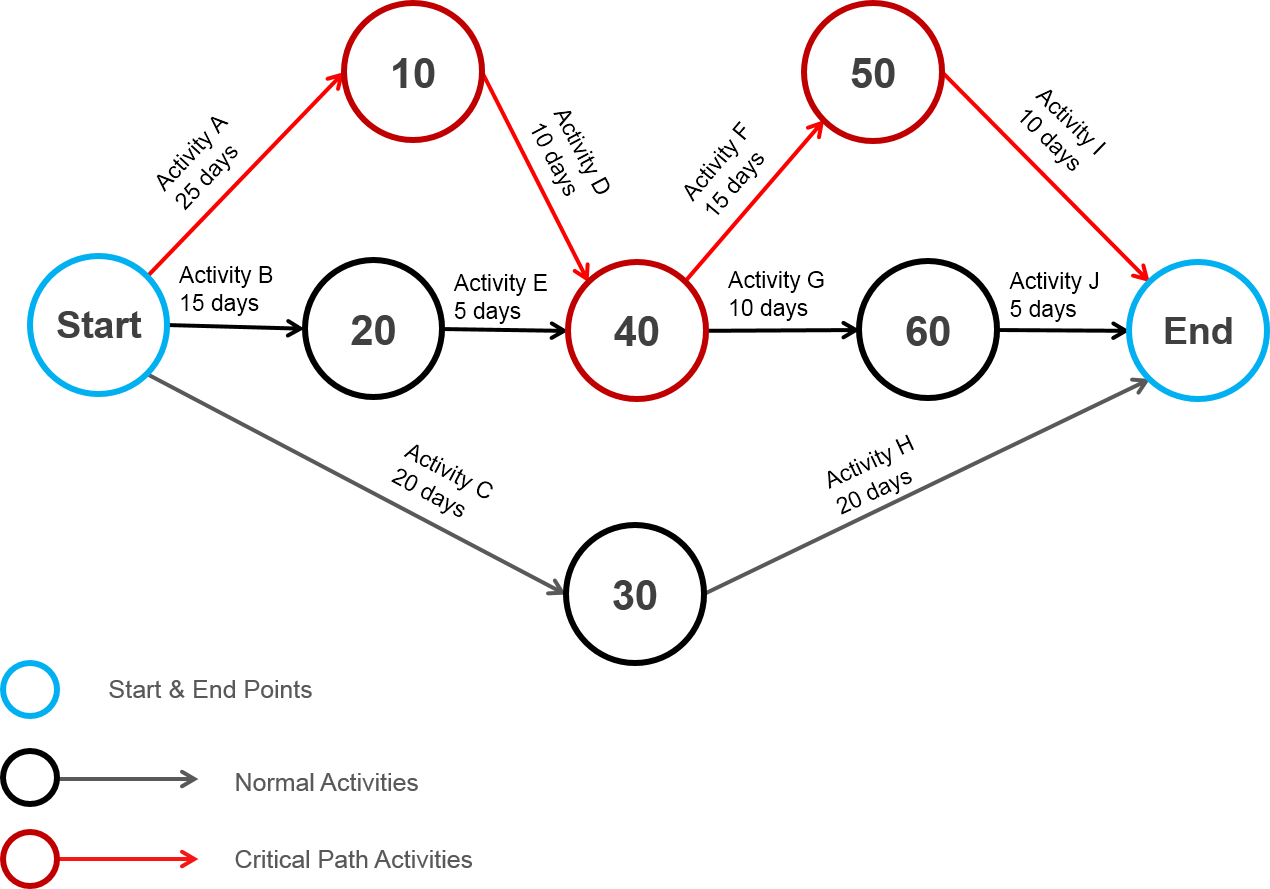 10
50
Activity A
25 days
Activity D
10 days
Activity F
15 days
Activity I
10 days
Start
Activity B
15 days
20
Activity E
5 days
40
Activity G
10 days
60
Activity J
5 days
End
Activity C
20 days
30
Activity H
20 days
Start & End Points
Normal Activities
Critical Path Activities